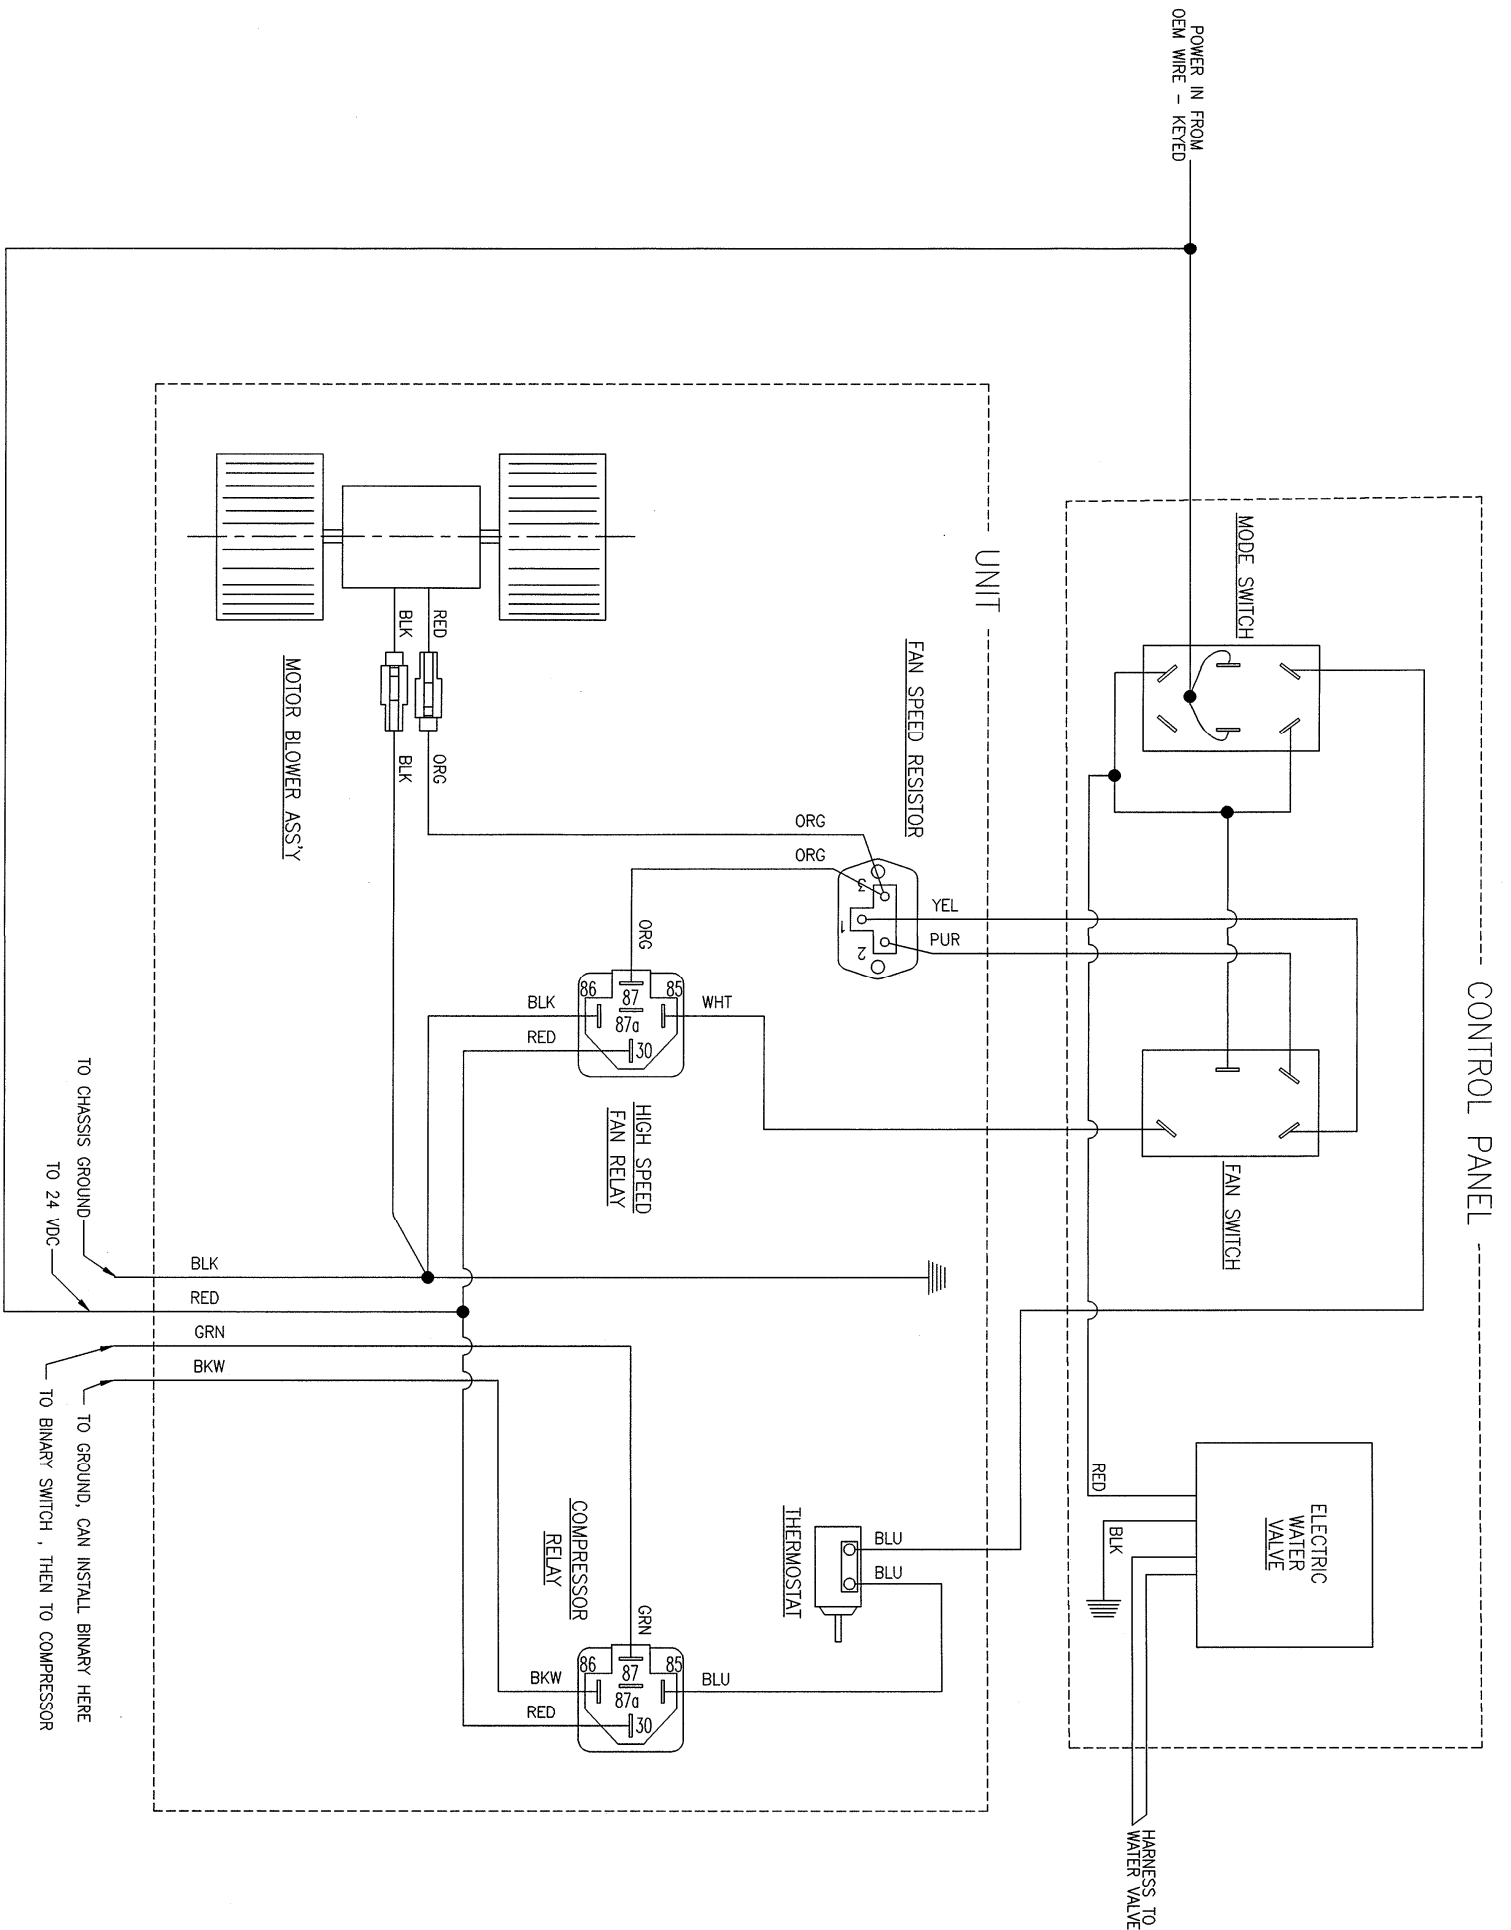 POWER IN FROM
OEM WIRE - KEYED
CONTROL PANEL
MODE SWITCH
FAN SWITCH
ELECTRIC
WATER
VALVE
RED
BLK
HARNESS TO
WATER VALVE
UNIT
FAN SPEED RESISTOR
3
1
2
YEL
PUR
ORG
ORG
RED
BLK
ORG
BLK
MOTOR BLOWER ASS'Y
ORG
86
87
85
87a
30
BLK
RED
WHT
HIGH SPEED
FAN RELAY
THERMOSTAT
BLU
BLU
COMPRESSOR
RELAY
GRN
86
87
85
87a
30
BKW
RED
BLU
BLK
RED
GRN
BKW
TO CHASSIS GROUND
TO 24 VDC
TO GROUND, CAN INSTALL BINARY HERE
TO BINARY SWITCH , THEN TO COMPRESSOR